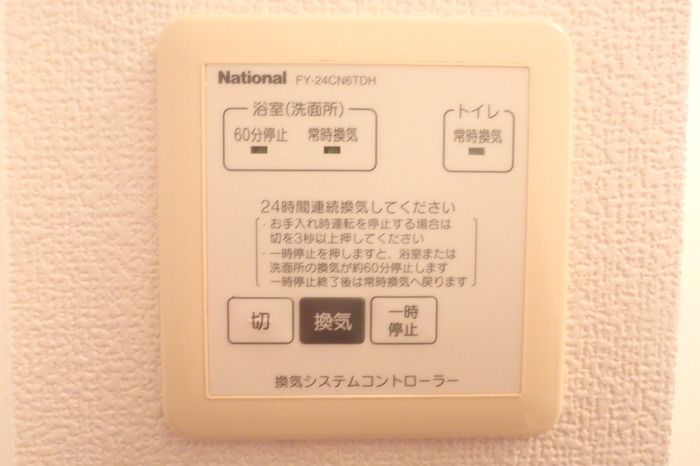 National FY-24CN6TDH
浴室(洗面所)
60分停止 常時換気
トイレ
常時換気
24時間連続換気してください
・お手入れ時運転を停止する場合は
切を3秒以上押してください
・一時停止を押しますと、浴室または
洗面所の換気が約60分停止します
一時停止終了後は常時換気へ戻ります
切 換気 一時停止
換気システムコントローラー